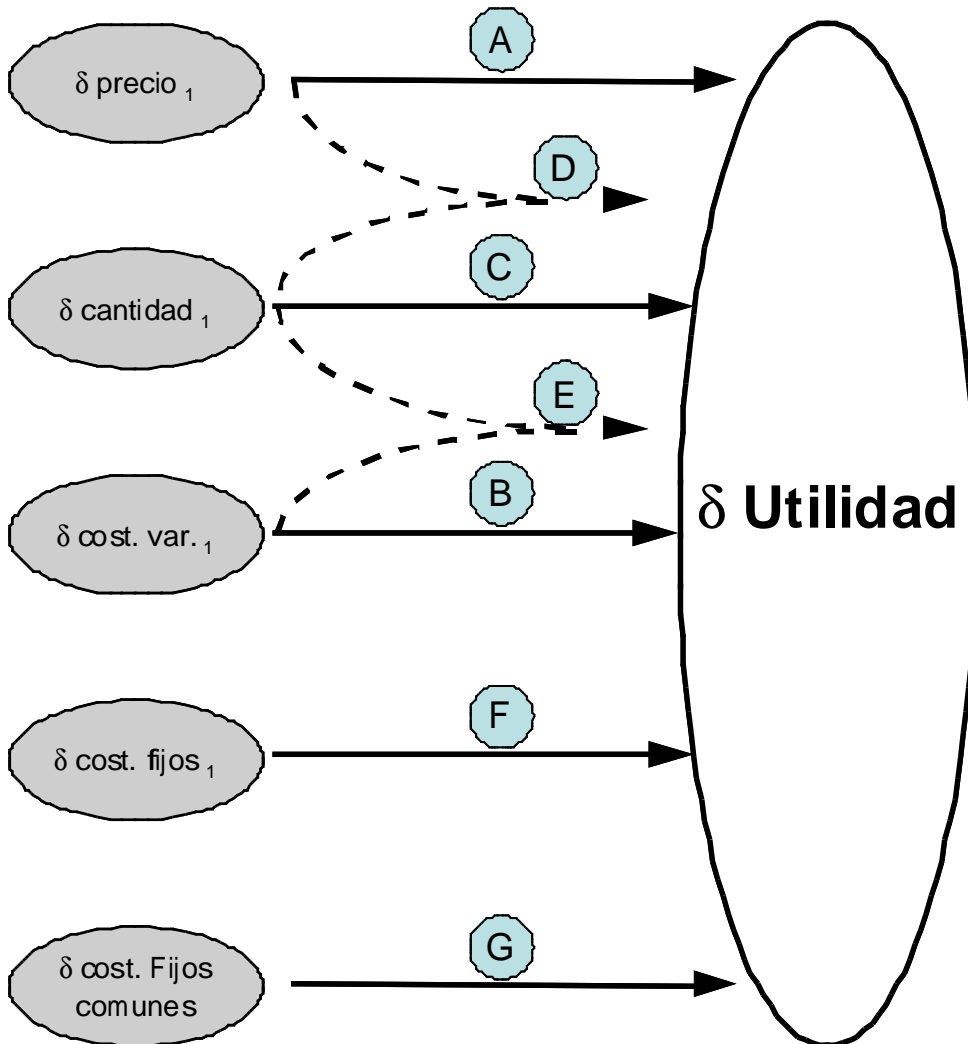 A
δ precio 1
D
C
δ cantidad 1
E
B
δ Utilidad
δ cost. var. 1
F
δ cost. fijos 1
G
δ cost. Fijos
comunes